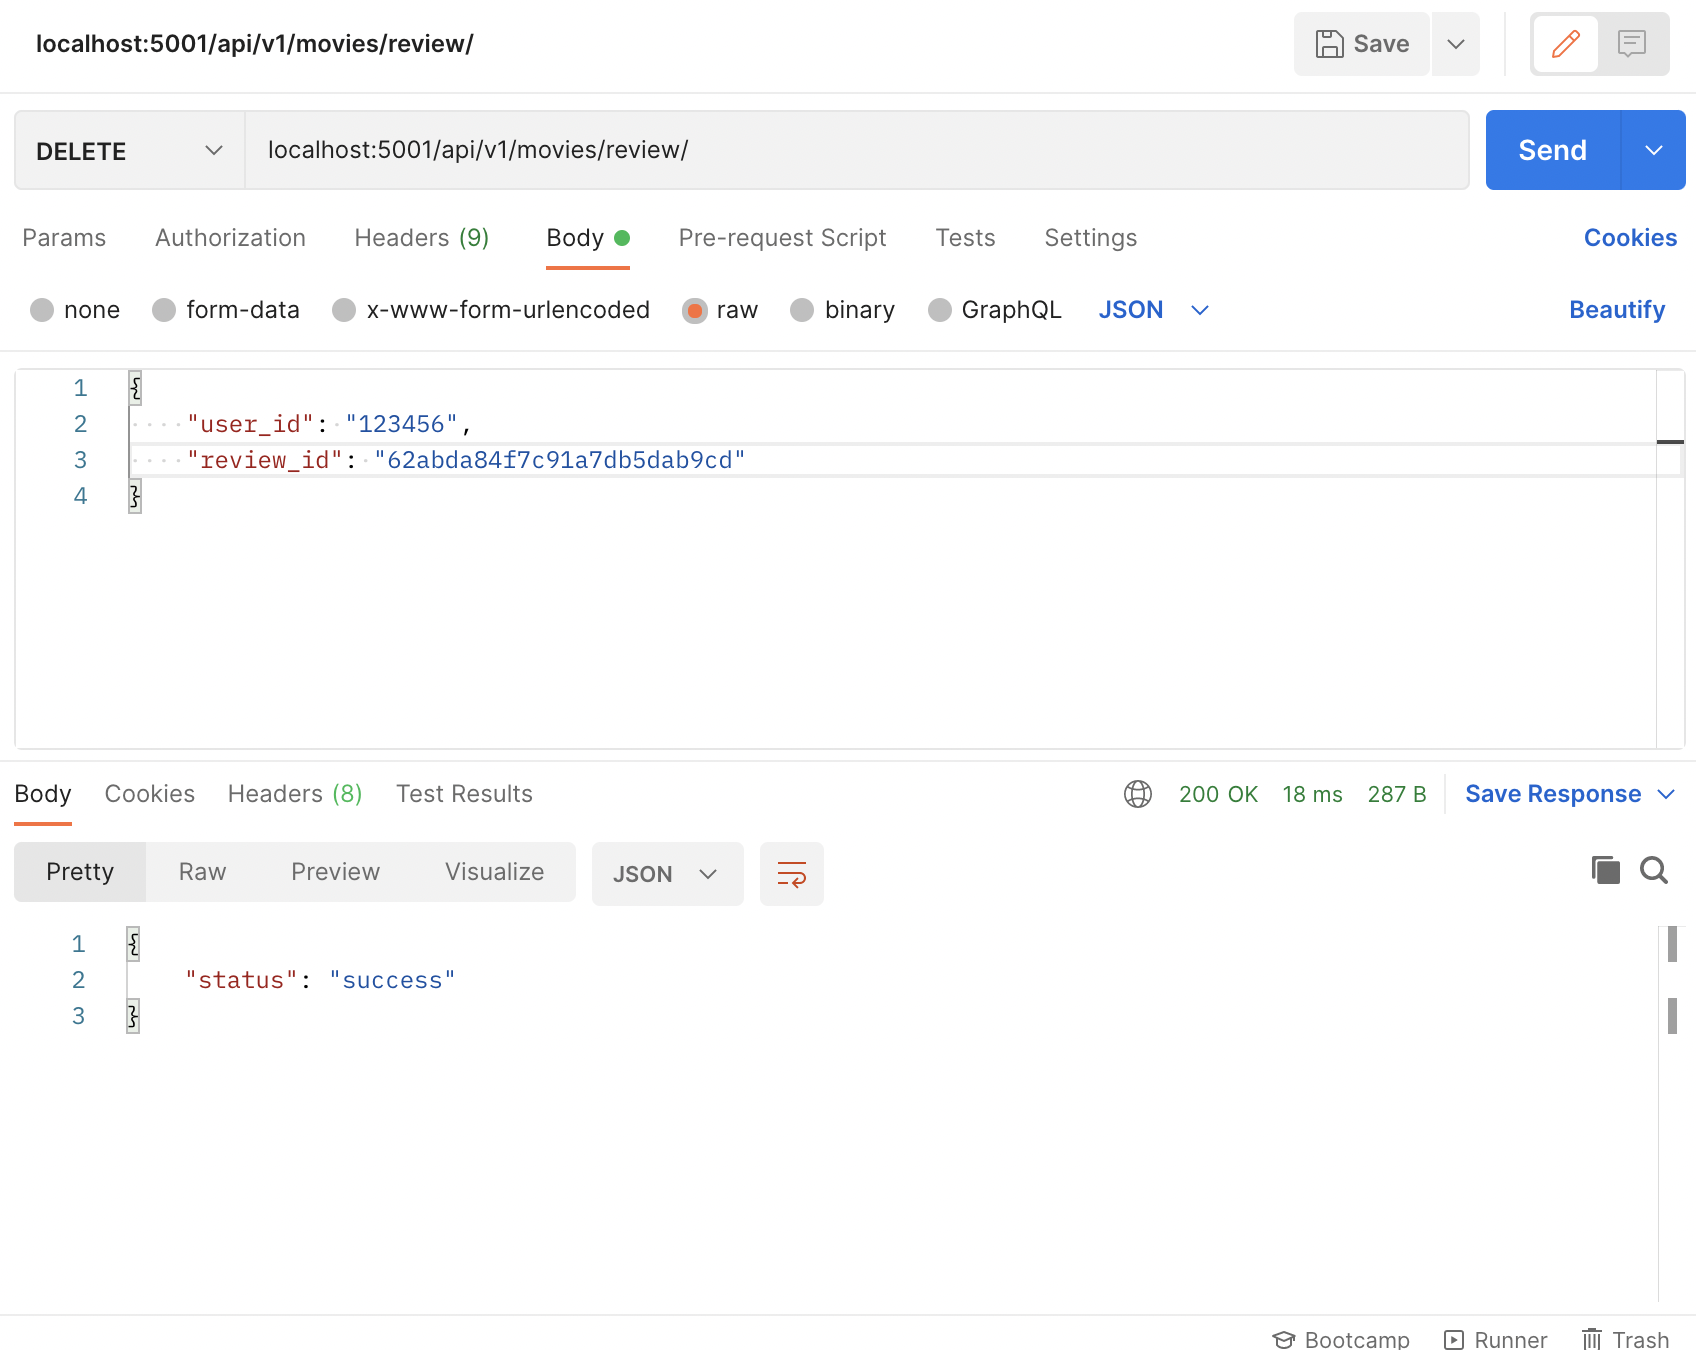 localhost:5001/api/v1/movies/review/
Save
DELETE
localhost:5001/api/v1/movies/review/
Send
Params Authorization Headers (9) Body Pre-request Script Tests Settings Cookies
none form-data x-www-form-urlencoded raw binary GraphQL JSON Beautify
1 {
2 "user_id": "123456",
3 "review_id": "62abda84f7c91a7db5dab9cd"
4 }
Body Cookies Headers (8) Test Results 200 OK 18 ms 287 B Save Response
Pretty Raw Preview Visualize JSON
1 {
2 "status": "success"
3 }
Bootcamp Runner Trash